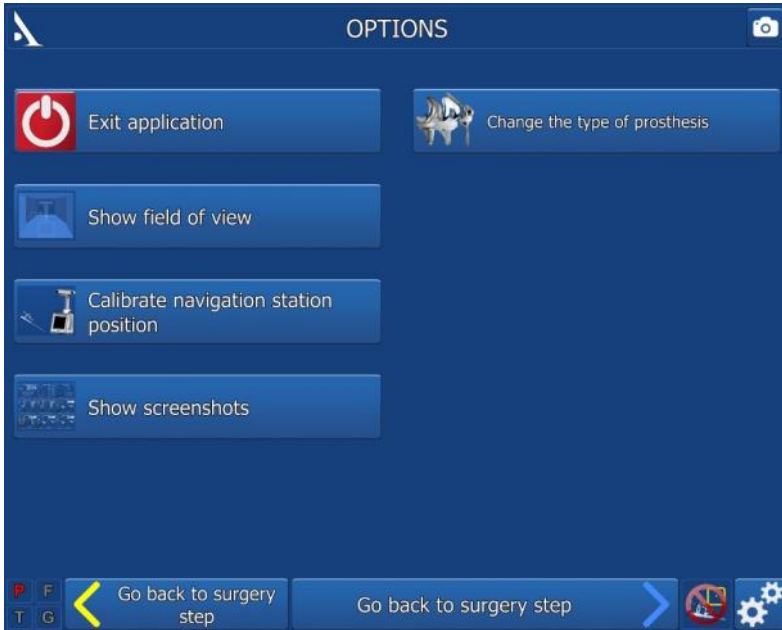 OPTIONS
Exit application
Change the type of prosthesis
Show field of view
Calibrate navigation station
position
Show screenshots
P F
T G
Go back to surgery
step
Go back to surgery step